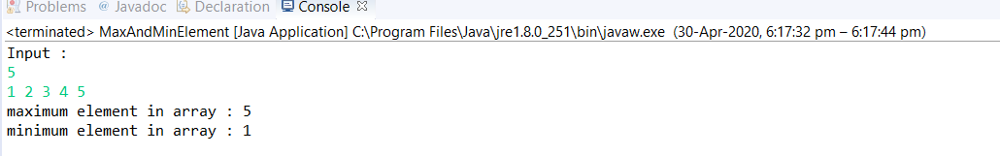 Problems @ Javadoc Declaration Console
<terminated> MaxAndMinElement [Java Application] C:\Program Files\Java\jre1.8.0_251\bin\javaw.exe (30-Apr-2020, 6:17:32 pm – 6:17:44 pm)
Input :
5
1 2 3 4 5
maximum element in array : 5
minimum element in array : 1